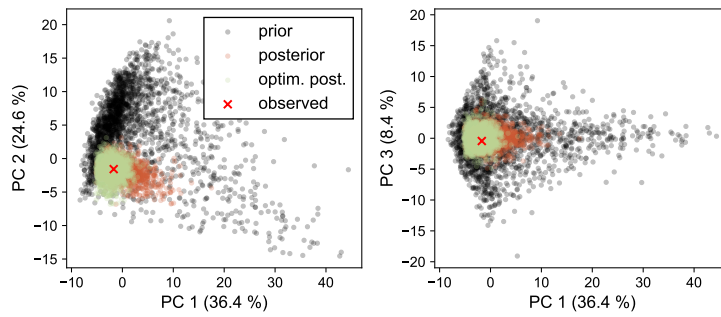 20
15
10
5
0
−5
−10
−15
PC 2 (24.6 %)
−10 0 10 20 30 40
PC 1 (36.4 %)
prior
posterior
optim. post.
observed
20
15
10
5
0
−5
−10
−15
−20
PC 3 (8.4 %)
−10 0 10 20 30 40
PC 1 (36.4 %)